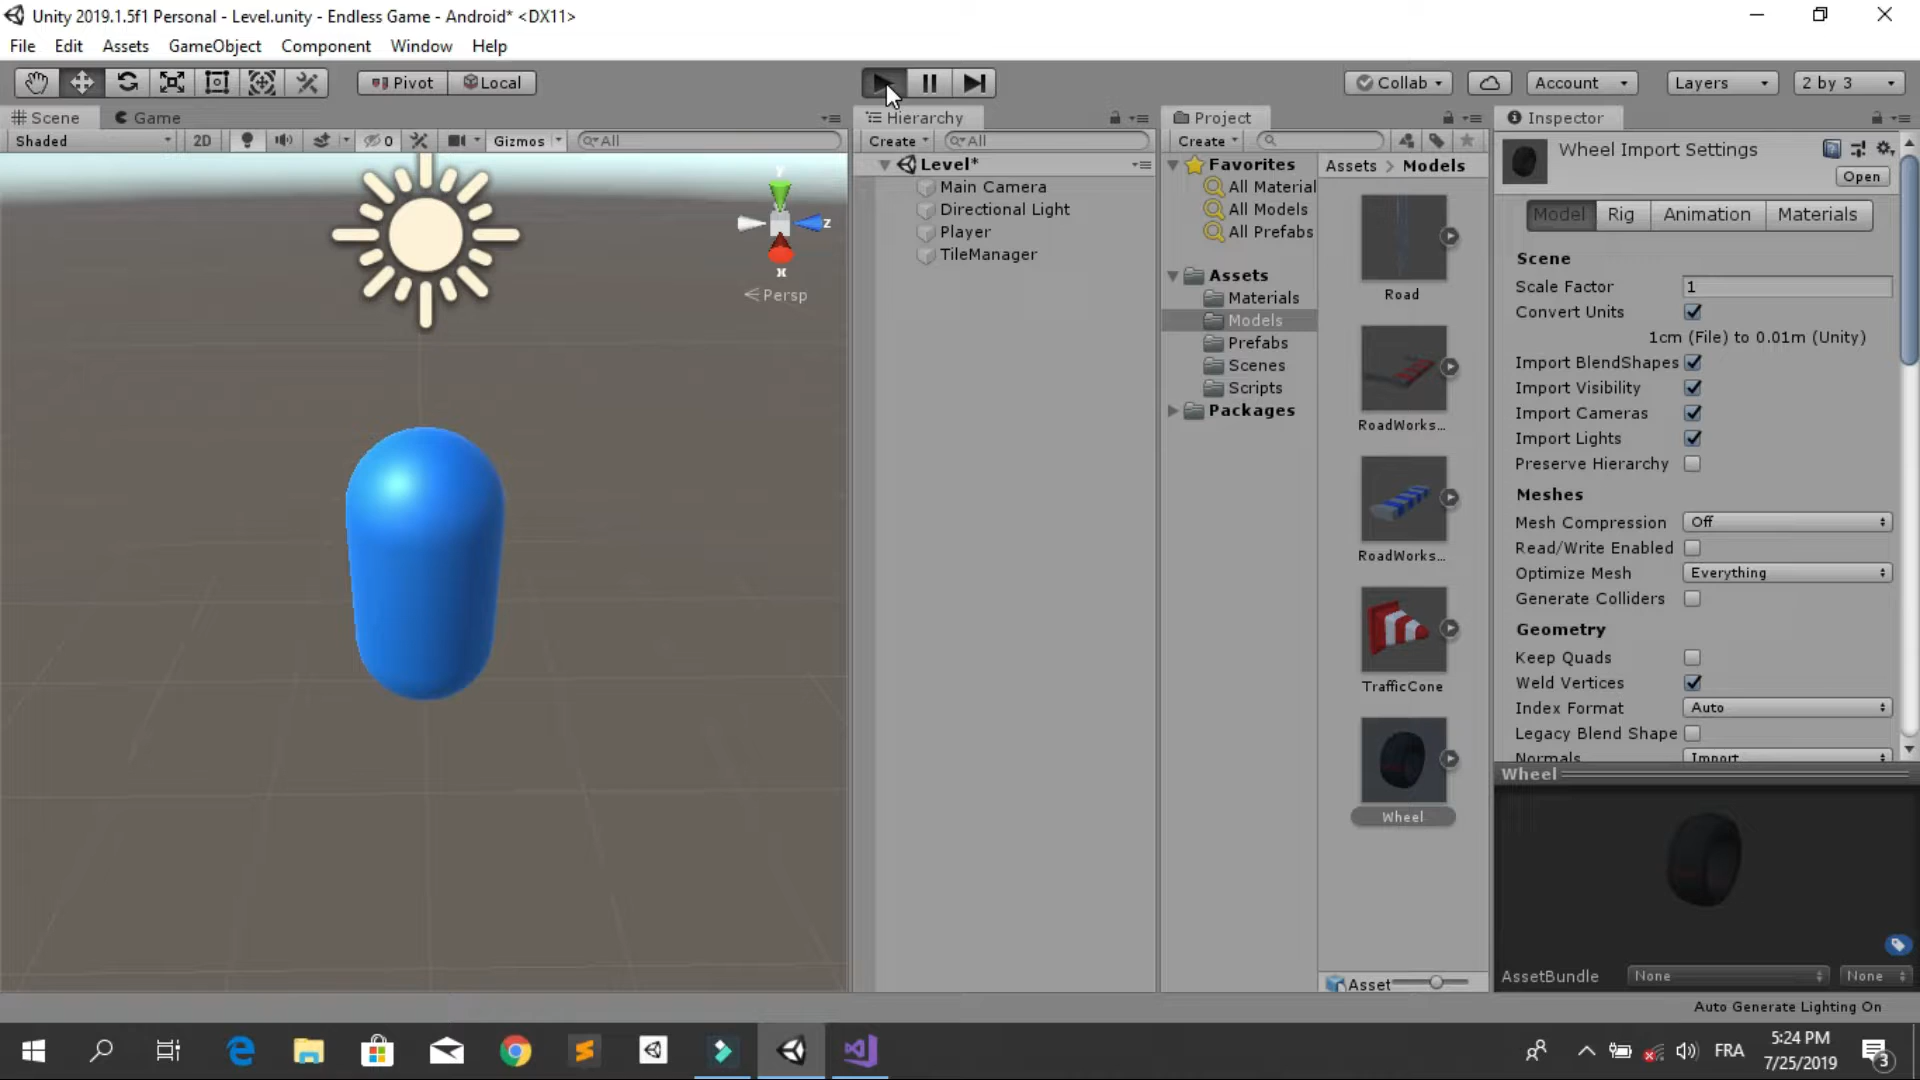 Unity 2019.1.5f1 Personal - Level.unity - Endless Game - Android* <DX11>
File Edit Assets GameObject Component Window Help
Pivot Local Collab Account Layers 2 by 3
Scene Game Hierarchy Project Inspector
Shaded 2D 0 Gizmos All
Create All
Create
Level*
Main Camera
Directional Light
Player
TileManager
Favorites
All Material
All Models
All Prefabs
Assets
Materials
Models
Prefabs
Scenes
Scripts
Packages
Assets > Models
Road
RoadWorks...
RoadWorks...
TrafficCone
Wheel
Asset
y
z
x
Persp
Wheel Import Settings
Open
Model Rig Animation Materials
Scene
Scale Factor 1
Convert Units
1cm (File) to 0.01m (Unity)
Import BlendShapes
Import Visibility
Import Cameras
Import Lights
Preserve Hierarchy
Meshes
Mesh Compression Off
Read/Write Enabled
Optimize Mesh Everything
Generate Colliders
Geometry
Keep Quads
Weld Vertices
Index Format Auto
Legacy Blend Shape
Normals Import
Wheel
AssetBundle None None
Auto Generate Lighting On
FRA
5:24 PM
7/25/2019
3